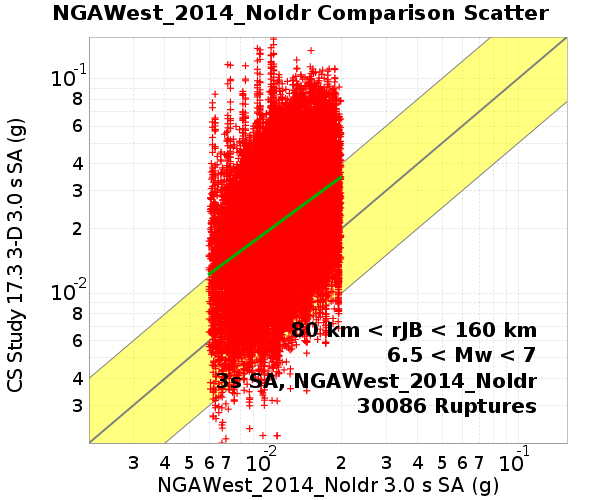 NGAWest_2014_NoIdr Comparison Scatter
CS Study 17.3 3-D 3.0 s SA (g)
10-1
8
6
4
3
2
10-2
8
6
4
3
80 km < rJB < 160 km
6.5 < Mw < 7
3s SA, NGAWest_2014_NoIdr
30086 Ruptures
3 4 5 6 7 10-2 2 3 4 5 6 7 10-1
NGAWest_2014_NoIdr 3.0 s SA (g)